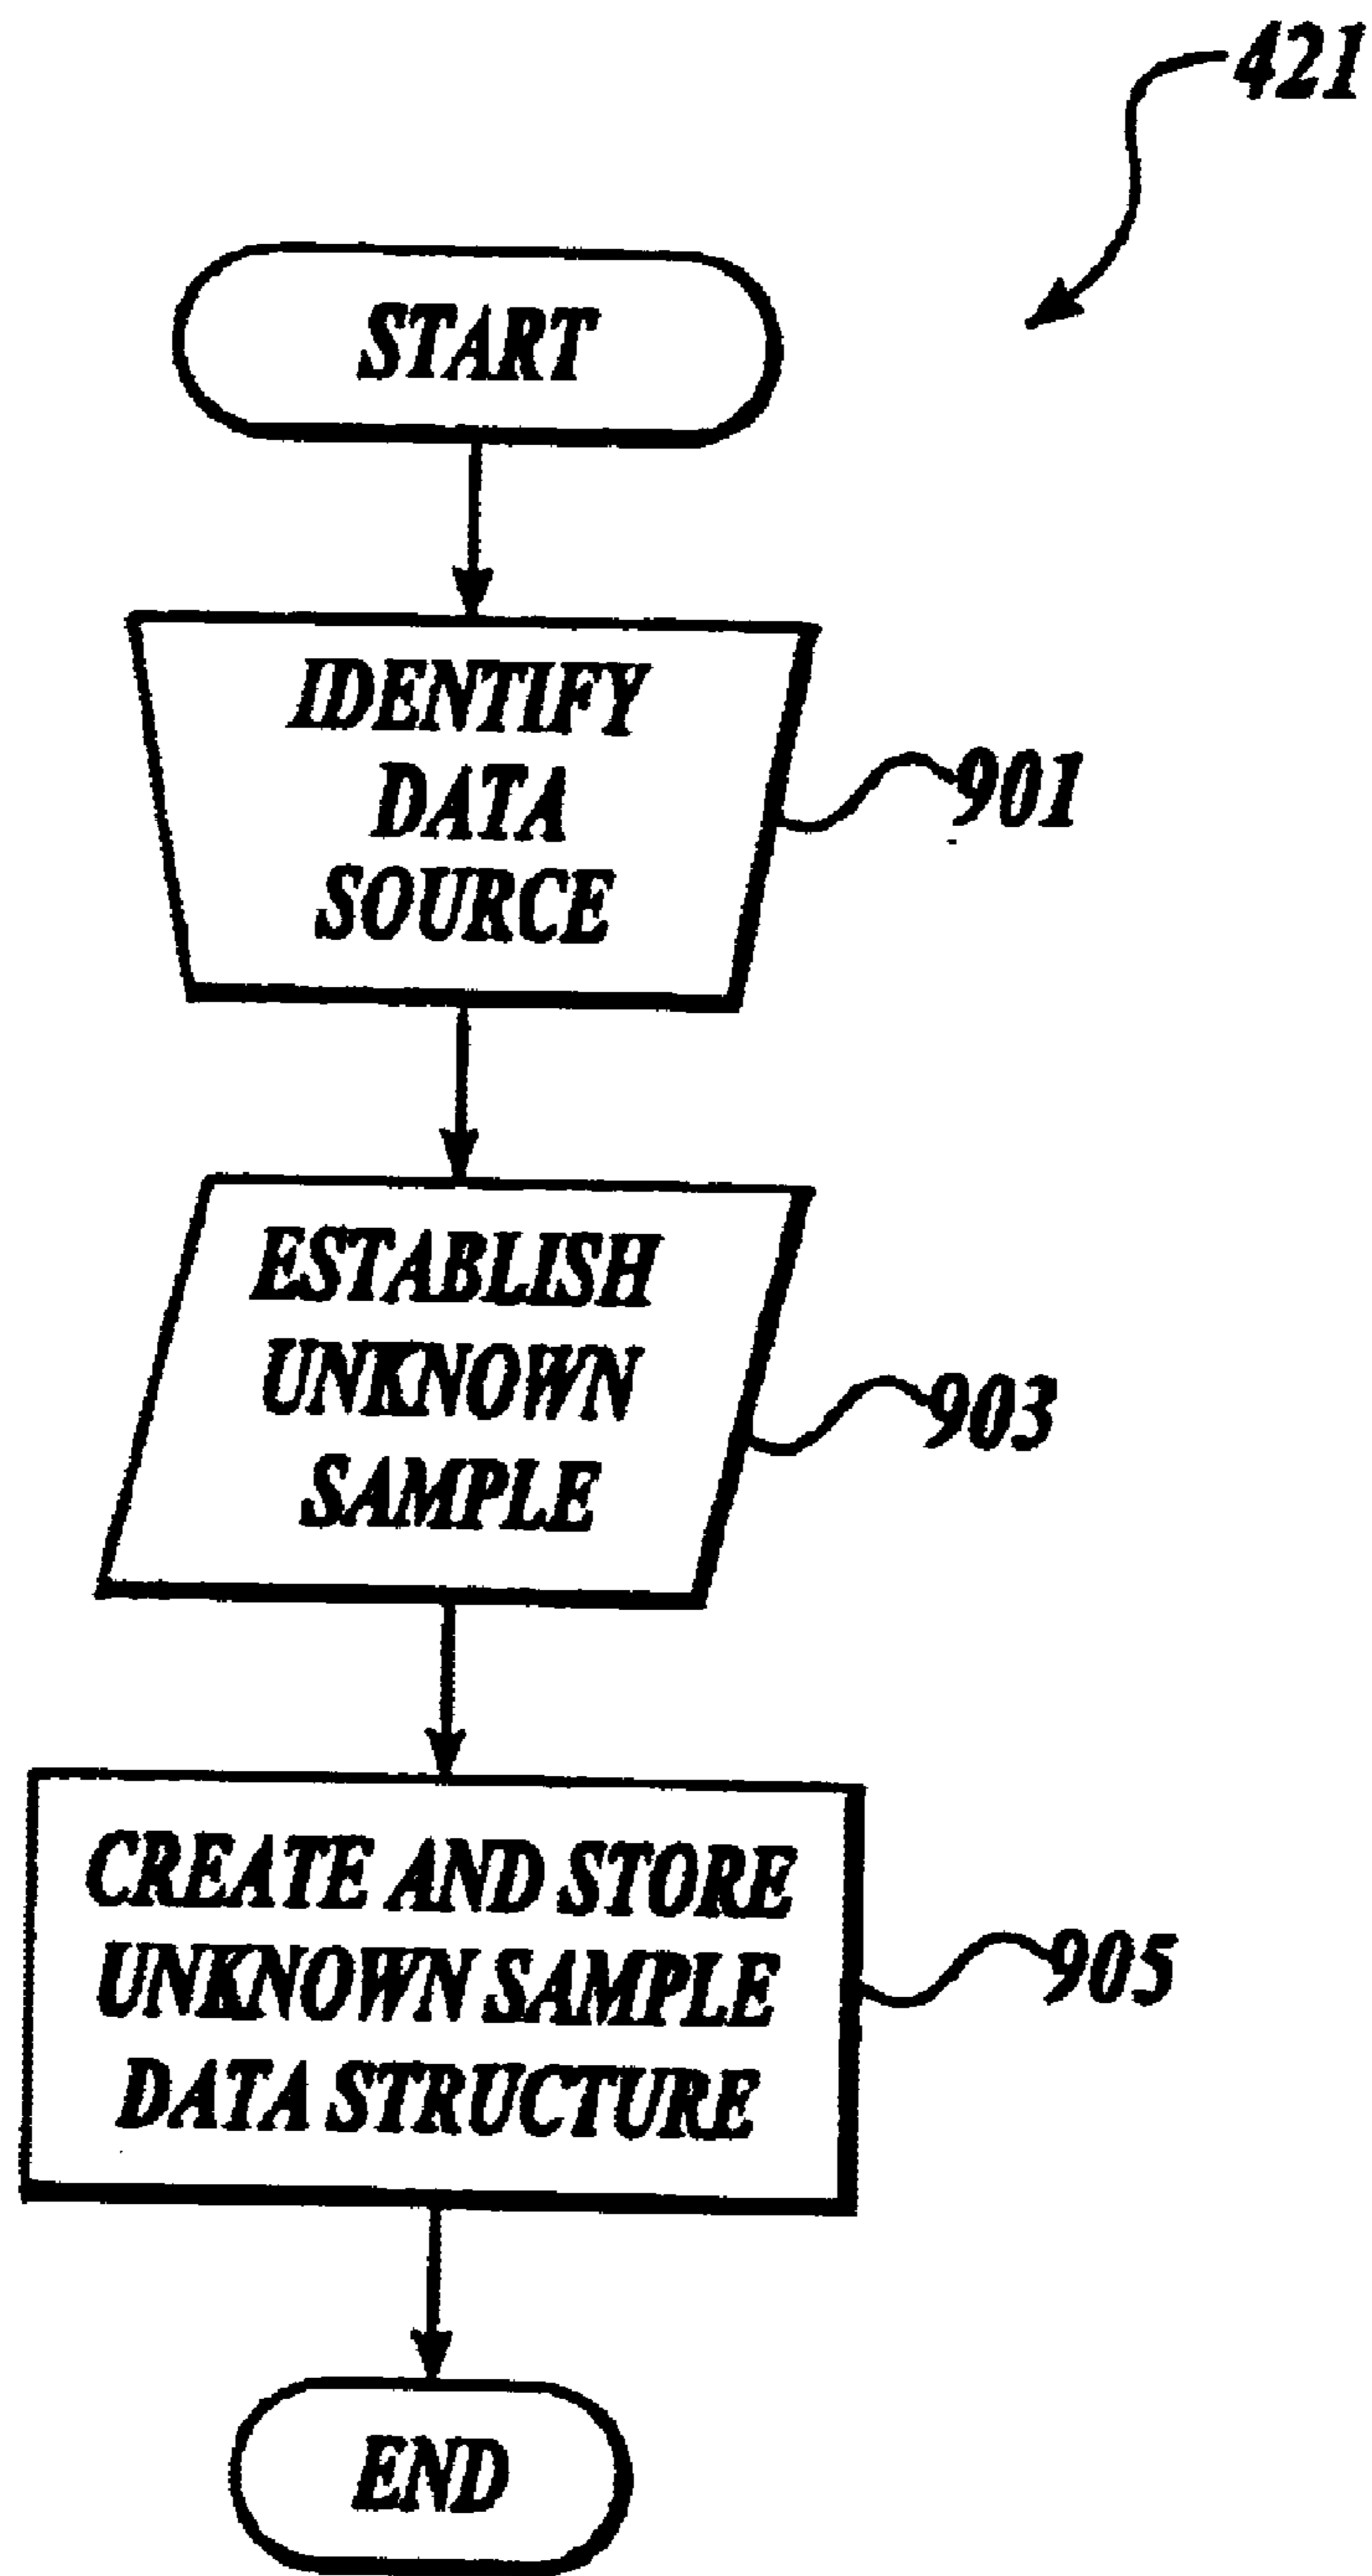 421
START
IDENTIFY
DATA
SOURCE
901
ESTABLISH
UNKNOWN
SAMPLE
903
CREATE AND STORE
UNKNOWN SAMPLE
DATA STRUCTURE
905
END